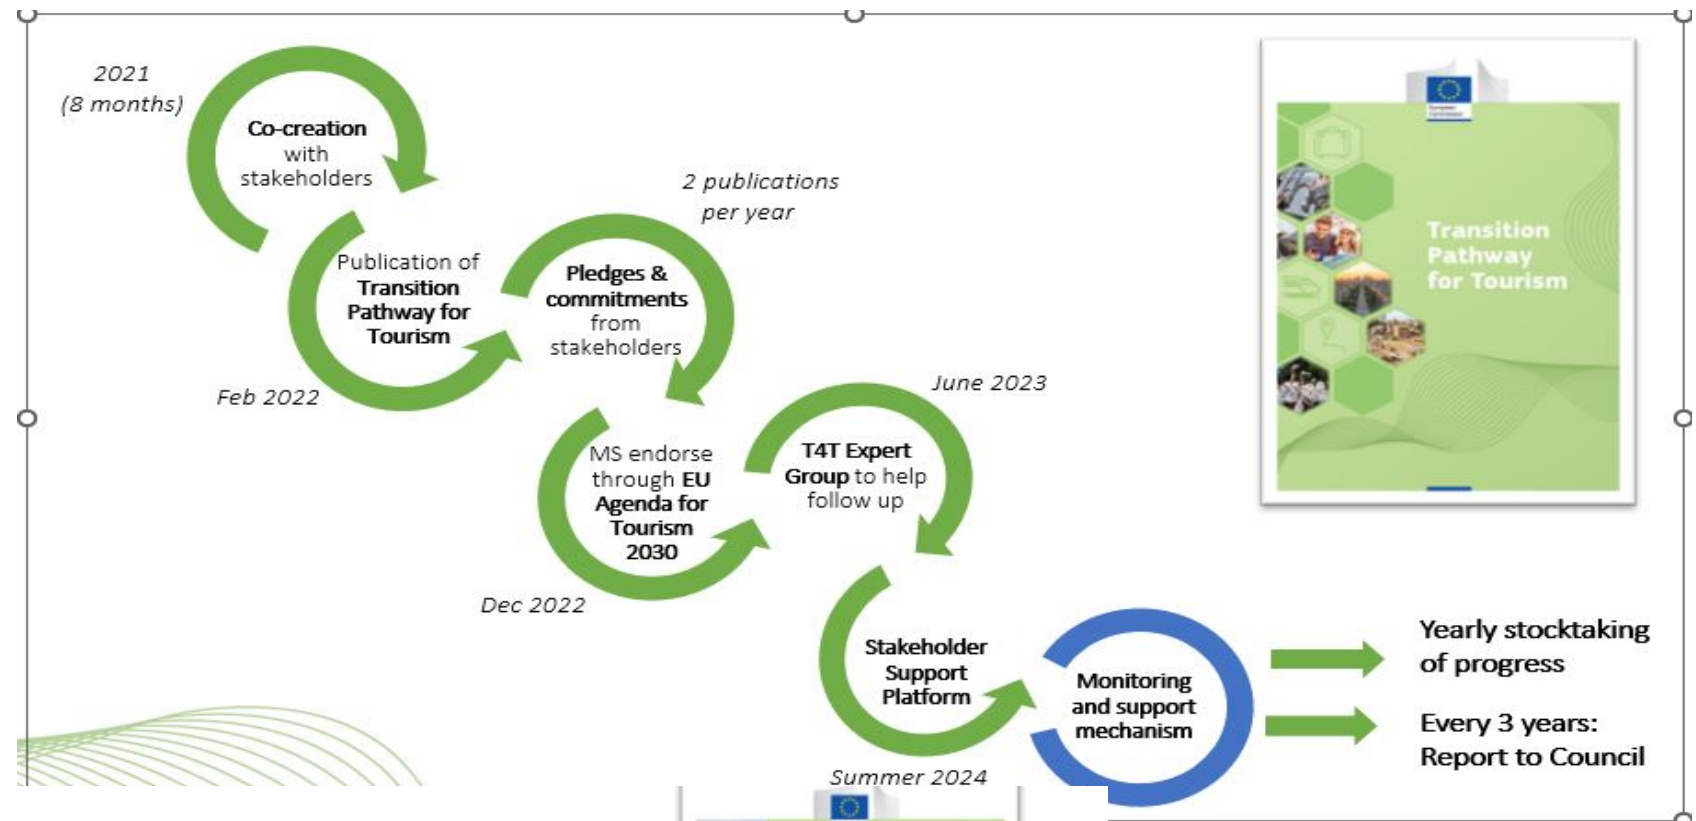 2021
(8 months)
Co-creation
with
stakeholders
2 publications
per year
Publication of
Transition
Pathway for
Tourism
Feb 2022
Pledges &
commitments
from
stakeholders
MS endorse
through EU
Agenda for
Tourism
2030
Dec 2022
June 2023
T4T Expert
Group to help
follow up
Stakeholder
Support
Platform
Summer 2024
Monitoring
and support
mechanism
Yearly stocktaking
of progress
Every 3 years:
Report to Council
European
Commission
Transition
Pathway
for Tourism